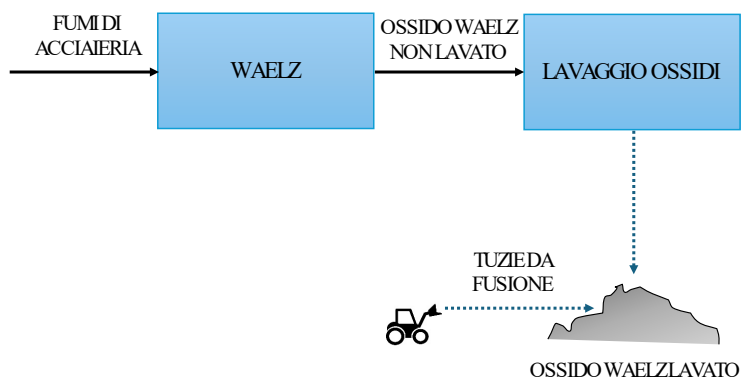 FUMI DI
ACCIAIERIA
WAELZ
OSSIDO WAELZ
NON LAVATO
LAVAGGIO OSSIDI
TUZIE DA
FUSIONE
OSSIDO WAELZ LAVATO